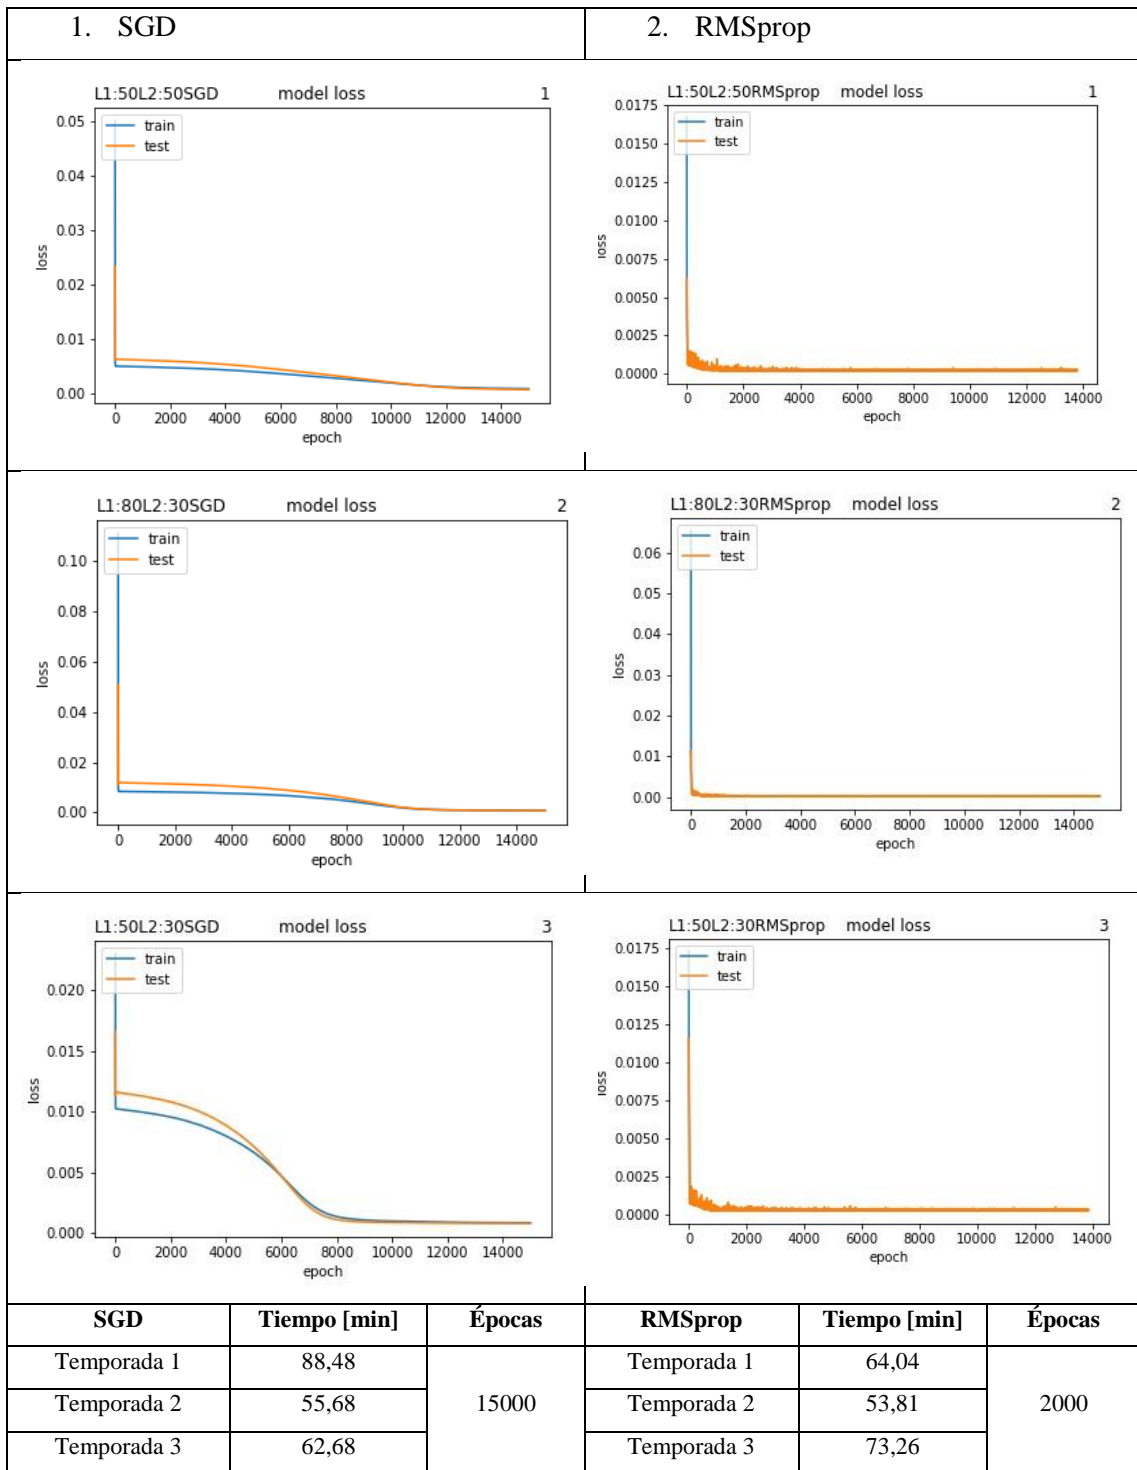 1. SGD
2. RMSprop
L1:50L2:50SGD model loss 1
train
test
0.05
0.04
0.03
0.02
0.01
0.00
loss
0 2000 4000 6000 8000 10000 12000 14000
epoch
L1:50L2:50RMSprop model loss 1
train
test
0.0175
0.0150
0.0125
0.0100
0.0075
0.0050
0.0025
0.0000
loss
0 2000 4000 6000 8000 10000 12000 14000
epoch
L1:80L2:30SGD model loss 2
train
test
0.10
0.08
0.06
0.04
0.02
0.00
loss
0 2000 4000 6000 8000 10000 12000 14000
epoch
L1:80L2:30RMSprop model loss 2
train
test
0.06
0.05
0.04
0.03
0.02
0.01
0.00
loss
0 2000 4000 6000 8000 10000 12000 14000
epoch
L1:50L2:30SGD model loss 3
train
test
0.020
0.015
0.010
0.005
0.000
loss
0 2000 4000 6000 8000 10000 12000 14000
epoch
L1:50L2:30RMSprop model loss 3
train
test
0.0175
0.0150
0.0125
0.0100
0.0075
0.0050
0.0025
0.0000
loss
0 2000 4000 6000 8000 10000 12000 14000
epoch
SGD Tiempo [min] Épocas RMSprop Tiempo [min] Épocas
Temporada 1 88,48 Temporada 1 64,04
Temporada 2 55,68 15000 Temporada 2 53,81 2000
Temporada 3 62,68 Temporada 3 73,26